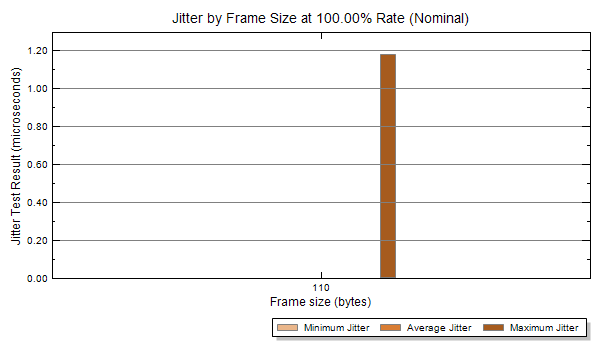 Jitter by Frame Size at 100.00% Rate (Nominal)
Jitter Test Result (microseconds)
1.20
1.00
0.80
0.60
0.40
0.20
0.00
110
Frame size (bytes)
Minimum Jitter Average Jitter Maximum Jitter